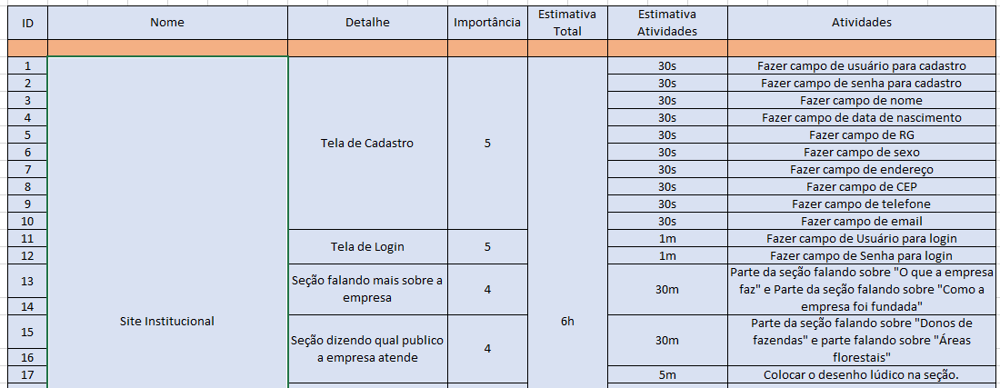 ID Nome Detalhe Importância Estimativa Total Estimativa Atividades Atividades
1 30s Fazer campo de usuário para cadastro
2 30s Fazer campo de senha para cadastro
3 30s Fazer campo de nome
4 30s Fazer campo de data de nascimento
5 Tela de Cadastro 5 30s Fazer campo de RG
6 30s Fazer campo de sexo
7 30s Fazer campo de endereço
8 30s Fazer campo de CEP
9 30s Fazer campo de telefone
10 30s Fazer campo de email
11 Tela de Login 5 1m Fazer campo de Usuário para login
12 1m Fazer campo de Senha para login
13 Seção falando mais sobre a empresa 4 30m Parte da seção falando sobre "O que a empresa
faz" e Parte da seção falando sobre "Como a
14 empresa foi fundada"
Site Institucional 6h
15 Seção dizendo qual publico a empresa atende 4 30m Parte da seção falando sobre "Donos de
fazendas" e parte falando sobre "Áreas
16 florestais"
17 5m Colocar o desenho lúdico na seção.